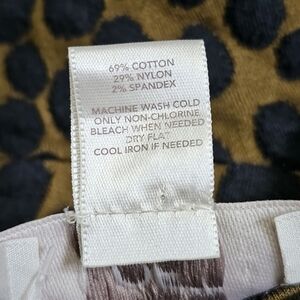 69% COTTON
29% NYLON
2% SPANDEX
MACHINE WASH COLD
ONLY NON-CHLORINE
BLEACH WHEN NEEDED
DRY FLAT
COOL IRON IF NEEDED